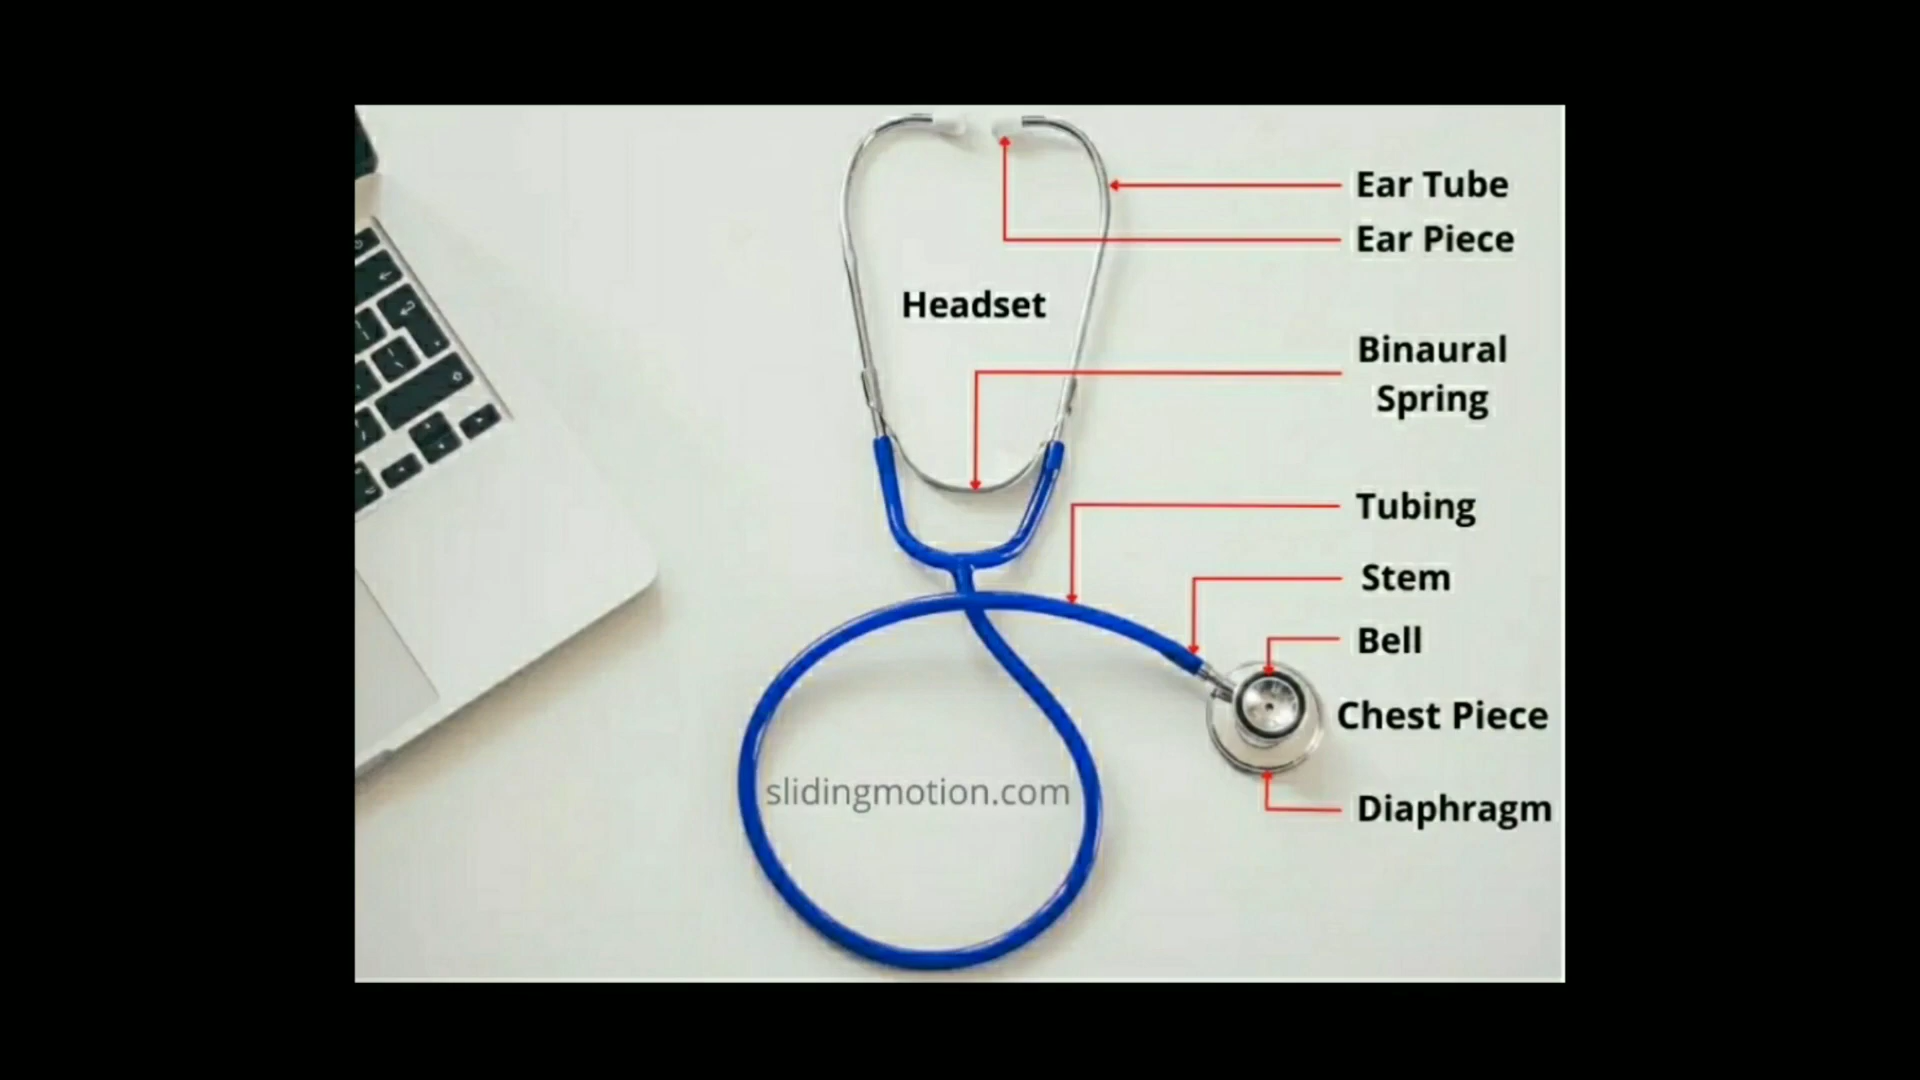 Ear Tube
Ear Piece
Headset
Binaural
Spring
Tubing
Stem
Bell
Chest Piece
slidingmotion.com
Diaphragm